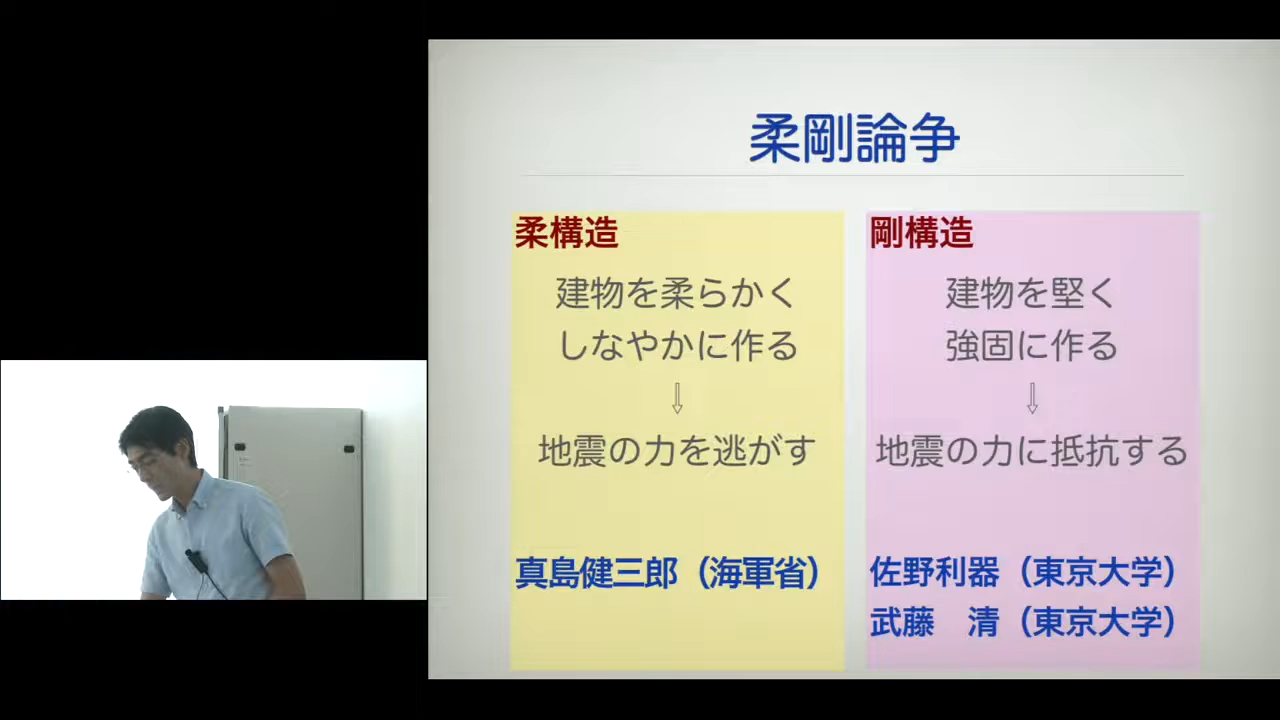 柔剛論争
柔構造
建物を柔らかく
しなやかに作る
⇩
地震の力を逃がす
真島健三郎（海軍省）
剛構造
建物を堅く
強固に作る
⇩
地震の力に抵抗する
佐野利器（東京大学）
武藤　清（東京大学）